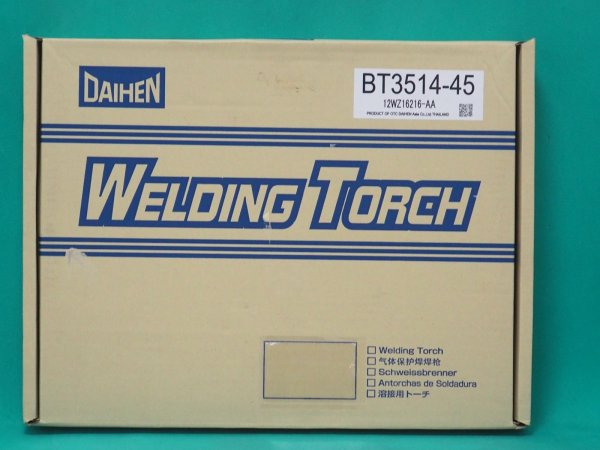 DAIHEN
BT3514-45
12WZ16216-AA
PRODUCT OF OTC DAIHEN Asia Co.,Ltd. THAILAND
WELDING TORCH
Welding Torch
气体保护焊焊枪
Schweissbrenner
Antorchas de Soldadura
溶接用トーチ